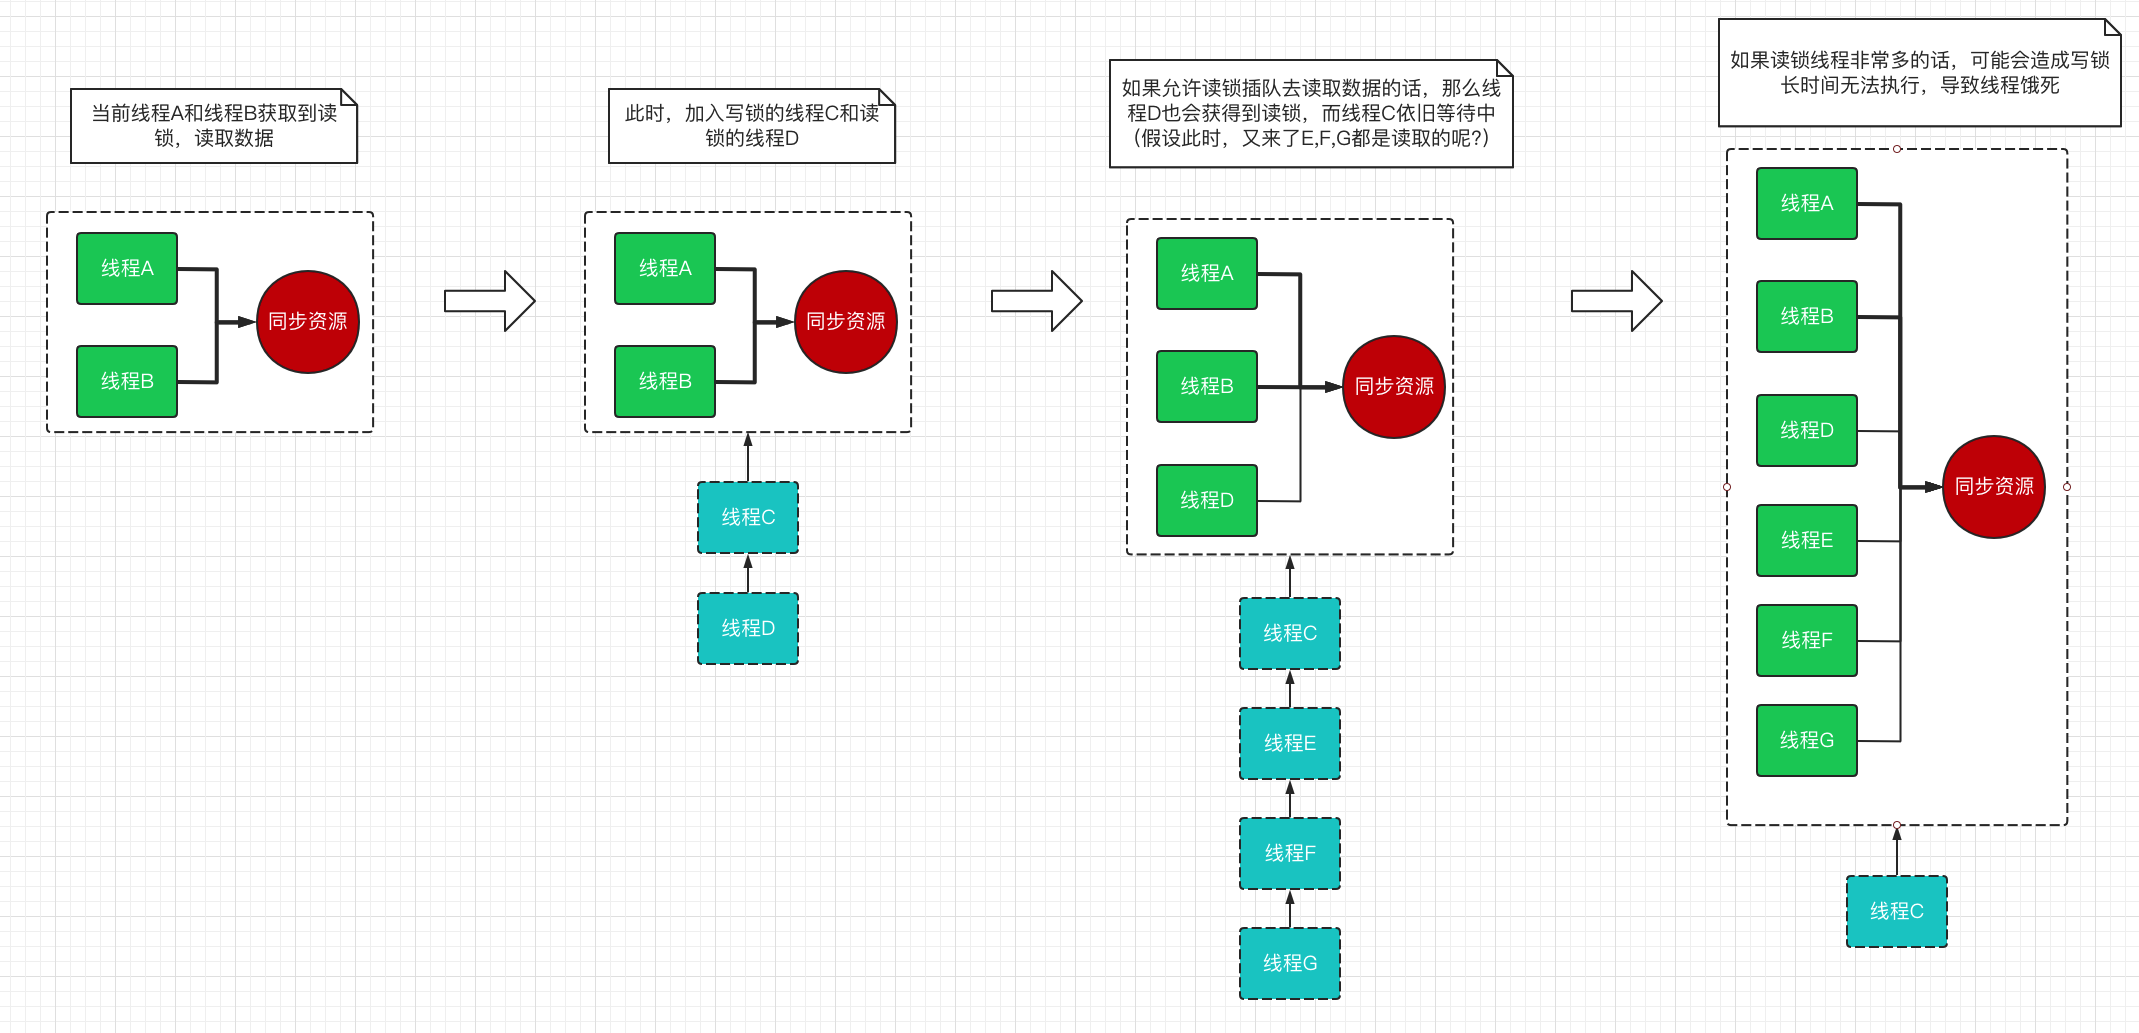 当前线程A和线程B获取到读
锁，读取数据
线程A
线程B
同步资源
此时，加入写锁的线程C和读
锁的线程D
线程A
线程B
同步资源
线程C
线程D
如果允许读锁插队去读取数据的话，那么线
程D也会获得到读锁，而线程C依旧等待中
（假设此时，又来了E,F,G都是读取的呢?）
线程A
线程B
线程D
同步资源
线程C
线程E
线程F
线程G
如果读锁线程非常多的话，可能会造成写锁
长时间无法执行，导致线程饿死
线程A
线程B
线程D
线程E
线程F
线程G
同步资源
线程C